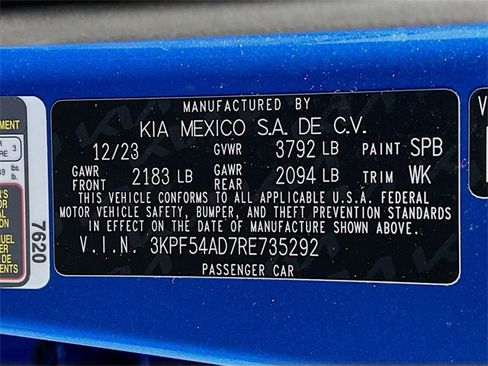 MANUFACTURED BY
KIA MEXICO S.A. DE C.V.
12/23 GVWR 3792 LB PAINT SPB
GAWR FRONT 2183 LB GAWR REAR 2094 LB TRIM WK
THIS VEHICLE CONFORMS TO ALL APPLICABLE U.S.A. FEDERAL
MOTOR VEHICLE SAFETY, BUMPER, AND THEFT PREVENTION STANDARDS
IN EFFECT ON THE DATE OF MANUFACTURE SHOWN ABOVE.
V.I.N. 3KPF54AD7RE735292
PASSENGER CAR
7620
3
lbs.